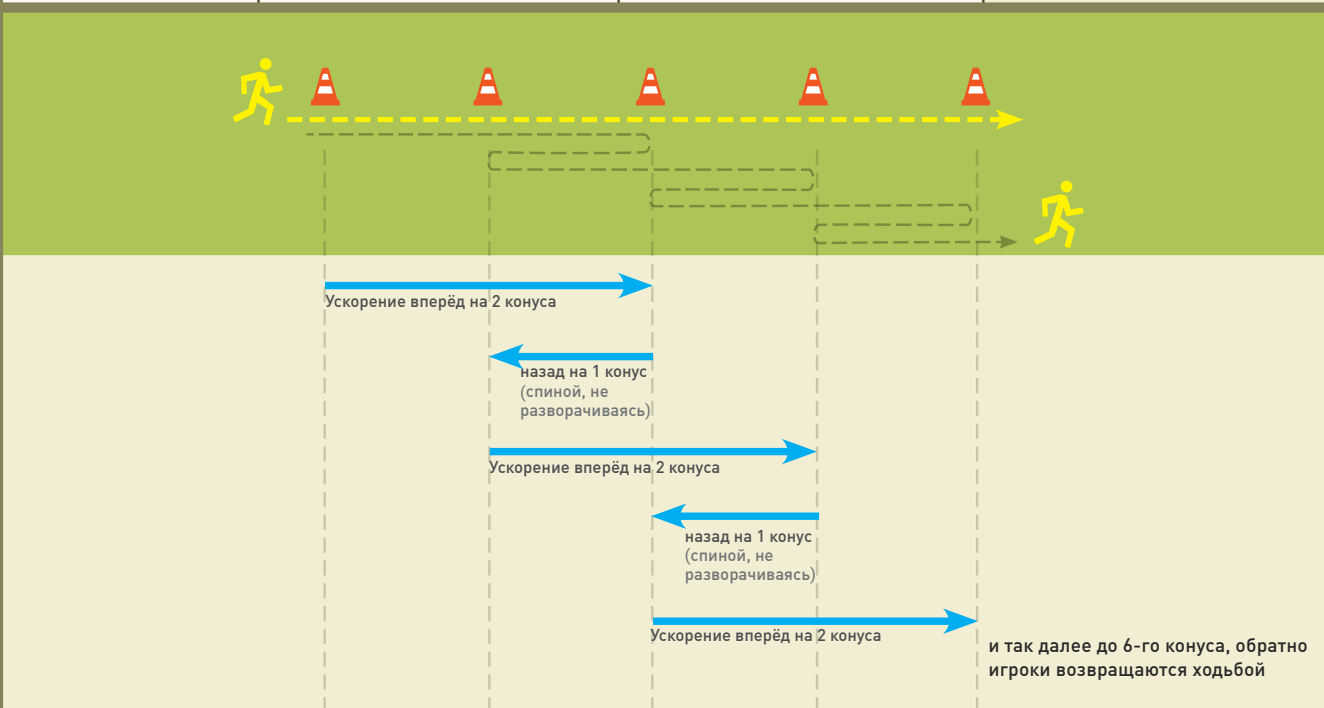 Ускорение вперёд на 2 конуса
назад на 1 конус
(спиной, не
разворачиваясь)
Ускорение вперёд на 2 конуса
назад на 1 конус
(спиной, не
разворачиваясь)
Ускорение вперёд на 2 конуса
и так далее до 6-го конуса, обратно
игроки возвращаются ходьбой